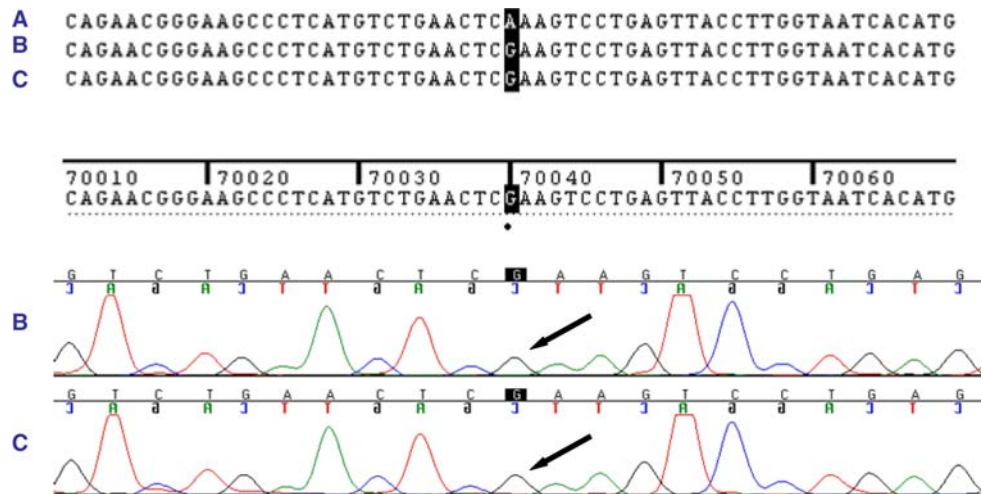 A CAGAACGGGAAGCCCTCATGTCTGAACTCAAAGTCCTGAGTTACCTTGGTAATCACATG
B CAGAACGGGAAGCCCTCATGTCTGAACTCGAAGTCCTGAGTTACCTTGGTAATCACATG
C CAGAACGGGAAGCCCTCATGTCTGAACTCGAAGTCCTGAGTTACCTTGGTAATCACATG
70010 70020 70030 70040 70050 70060
CAGAACGGGAAGCCCTCATGTCTGAACTCGAAGTCCTGAGTTACCTTGGTAATCACATG
G T C T G A A C T C G A A G T C C T G A G
C A G A C T T G A G C T T C A G G A C T C
B
G T C T G A A C T C G A A G T C C T G A G
C A G A C T T G A G C T T C A G G A C T C
C